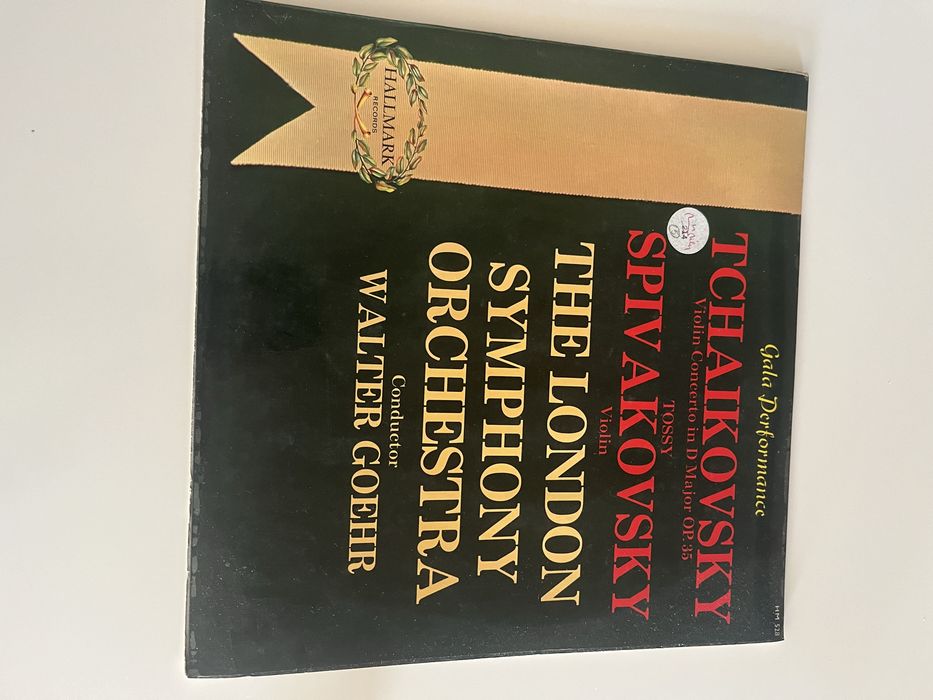 HM 528
Gala Performance
TCHAIKOVSKY
Violin Concerto in D Major OP. 35
TOSSY
SPIVAKOVSKY
Violin
THE LONDON
SYMPHONY
ORCHESTRA
Conductor
WALTER GOEHR
HALLMARK
RECORDS